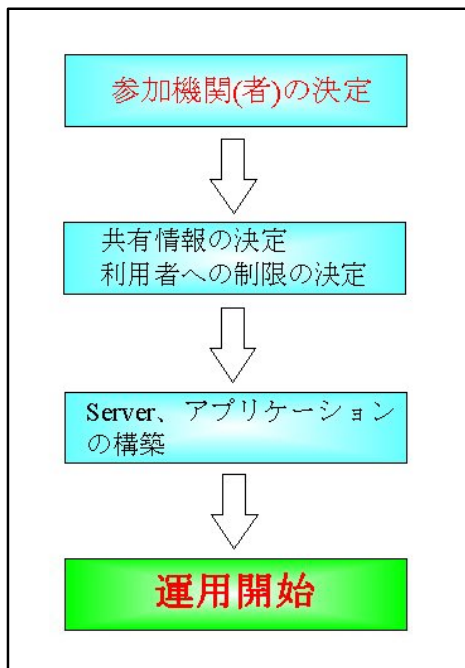 参加機関(者)の決定
共有情報の決定
利用者への制限の決定
Server、アプリケーション
の構築
運用開始